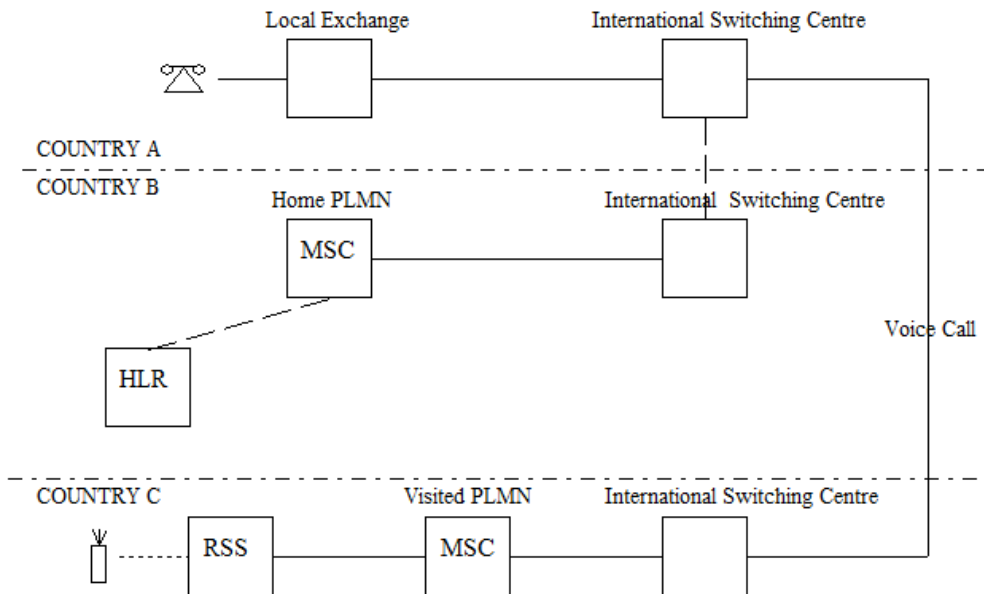 Local Exchange
International Switching Centre
COUNTRY A
COUNTRY B
Home PLMN
International Switching Centre
MSC
Voice Call
HLR
COUNTRY C
Visited PLMN
International Switching Centre
RSS
MSC